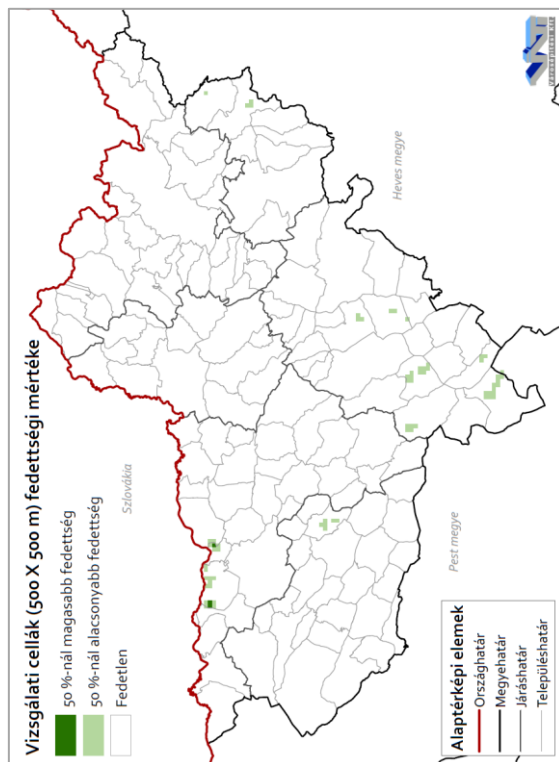 Vizsgálati cellák (500 X 500 m) fedettségi mértéke
50 %-nál magasabb fedettség
50 %-nál alacsonyabb fedettség
Fedetlen
Szlovákia
Heves megye
Pest megye
Alaptérképi elemek
Országhatár
Megyehatár
Járáshatár
Településhatár